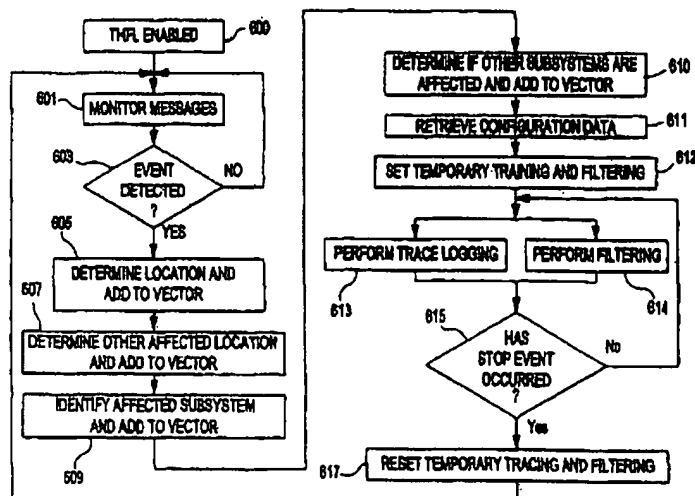 THFL ENABLED
600
601
MONITOR MESSAGES
603
EVENT
DETECTED
?
NO
YES
605
DETERMINE LOCATION AND
ADD TO VECTOR
607
DETERMINE OTHER AFFECTED LOCATION
AND ADD TO VECTOR
IDENTIFY AFFECTED SUBSYSTEM
AND ADD TO VECTOR
609
DETERMINE IF OTHER SUBSYSTEMS ARE
AFFECTED AND ADD TO VECTOR
610
RETRIEVE CONFIGURATION DATA
611
612
SET TEMPORARY TRAINING AND FILTERING
PERFORM TRACE LOGGING
613
PERFORM FILTERING
614
615
HAS
STOP EVENT
OCCURRED
?
No
Yes
617
RESET TEMPORARY TRACING AND FILTERING